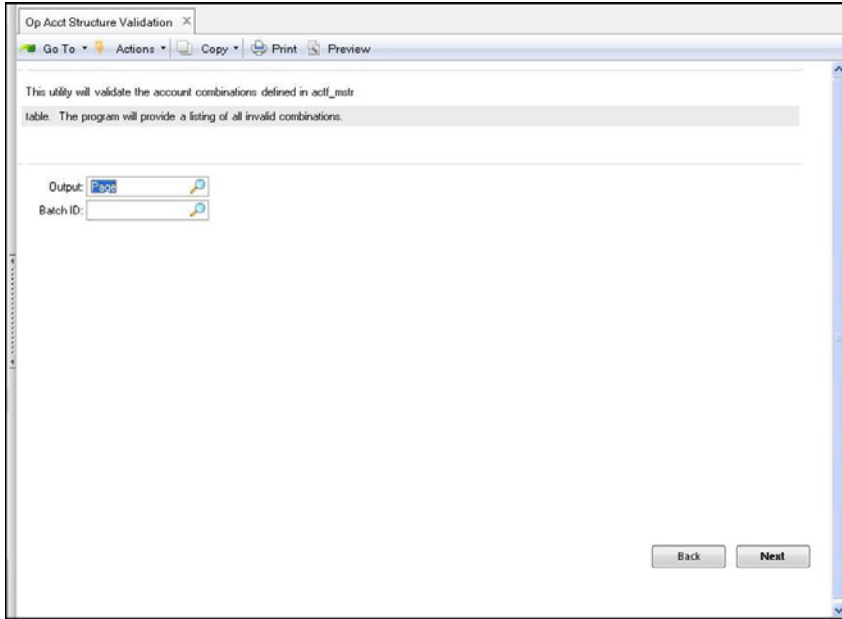 Op Acct Structure Validation
Go To Actions Copy Print Preview
This utility will validate the account combinations defined in actf_mstr
table. The program will provide a listing of all invalid combinations.
Output: Page
Batch ID:
Back Next